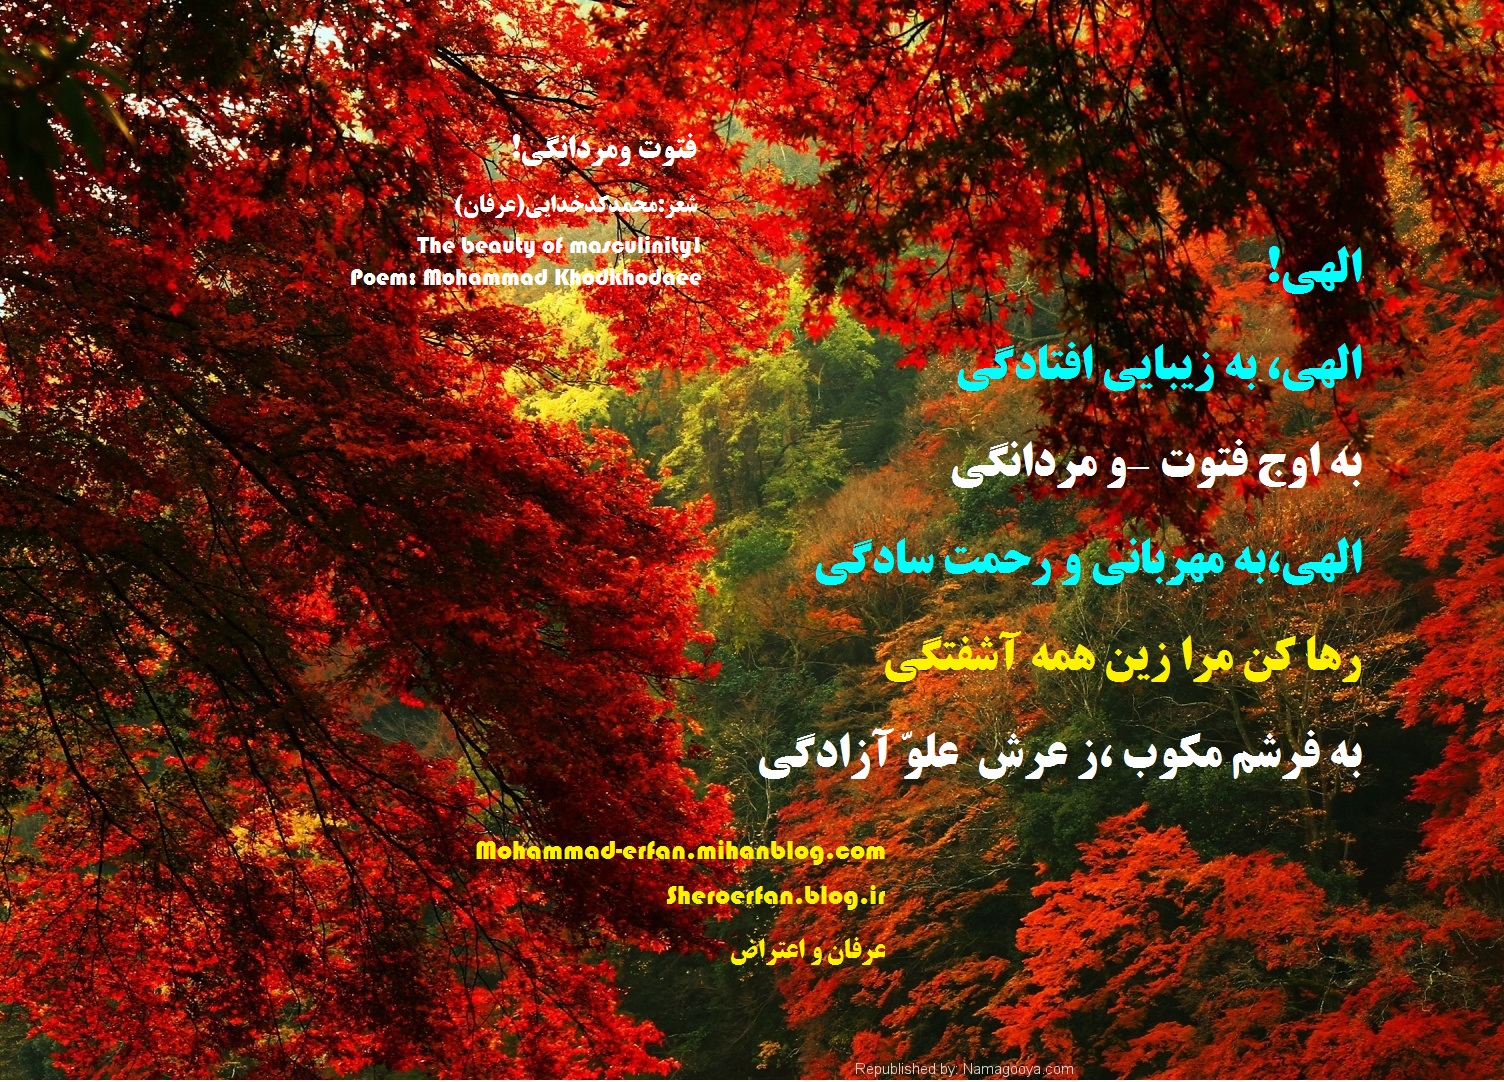 فتوت ومردانگی!
شعر:محمدکدخدایی(عرفان)
The beauty of masculinity!
Poem: Mohammad Khodkhodaee
الهی!
الهی، به زیبایی افتادگی
به اوج فتوت –و مردانگی
الهی،به مهربانی و رحمت سادگی
رها کن مرا زین همه آشفتگی
به فرشم مکوب ،ز عرش علوّ آزادگی
Mohammad-erfan.mihanblog.com
Sheroerfan.blog.ir
عرفان و اعتراض
Republished by: Namagooya.com